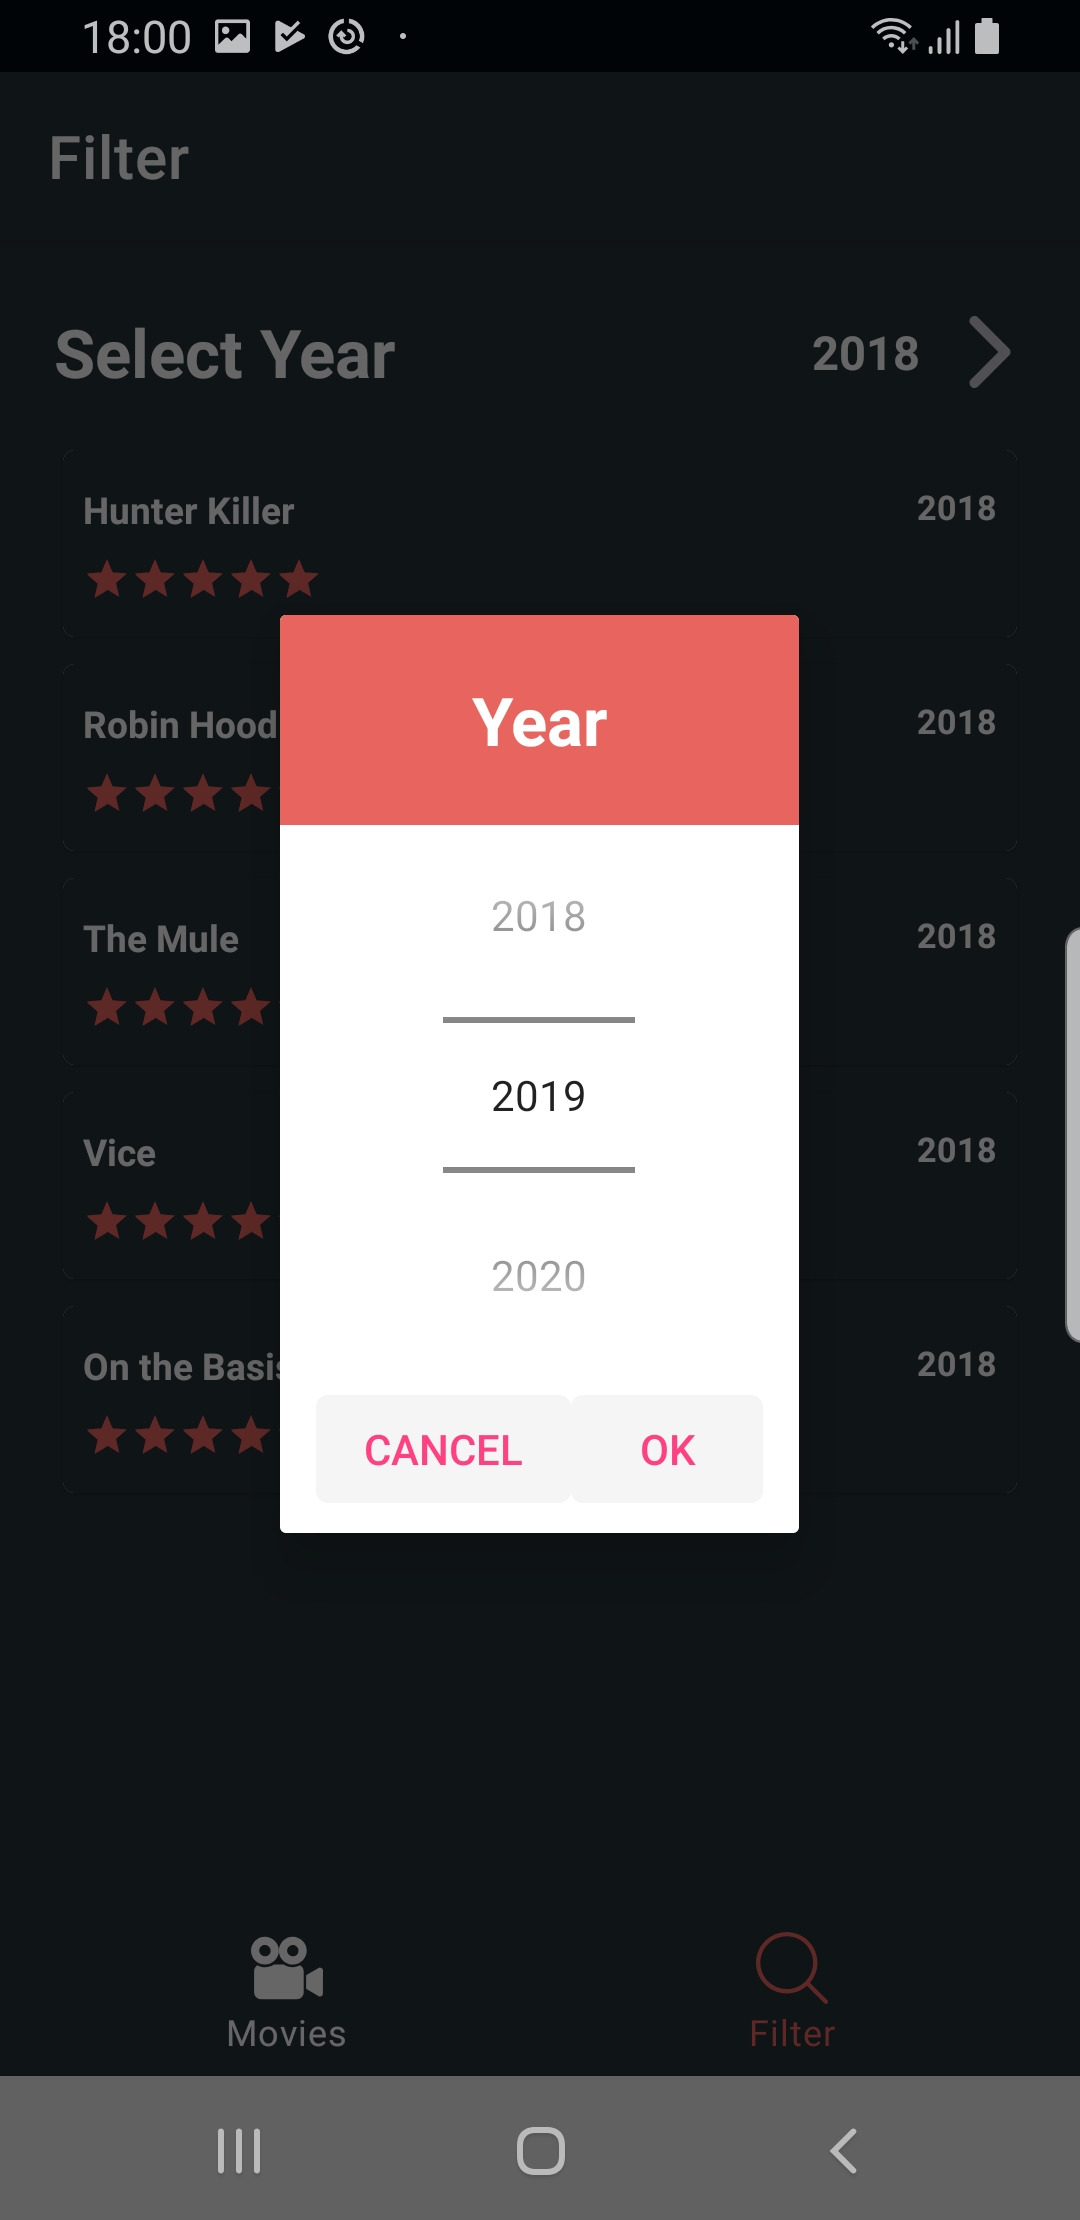 18:00
Filter
Select Year
2018
Hunter Killer
2018
Robin Hood
2018
The Mule
2018
Vice
2018
On the Basis
2018
Year
2018
2019
2020
CANCEL
OK
Movies
Filter